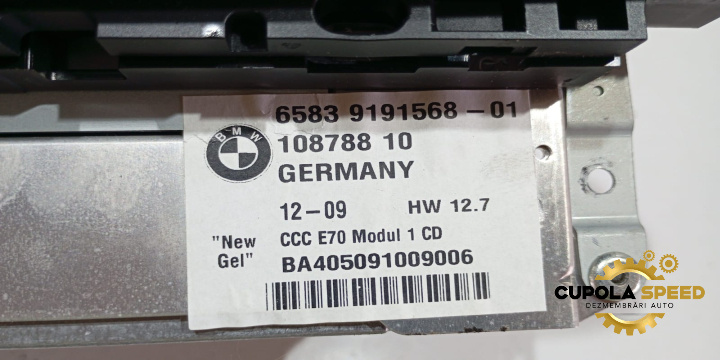 6583 9191568-01
BMW
108788 10
GERMANY
12-09 HW 12.7
"New Gel"
CCC E70 Modul 1 CD
BA405091009006
CUPOLA SPEED
DEZMEMBRĂRI AUTO